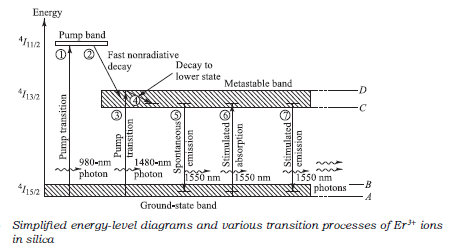 Energy
Pump band
⁴I₁₁/₂
① ②
Fast nonradiative
decay
Decay to
lower state
Metastable band
④
D
⁴I₁₃/₂
C
③ ⑤ ⑥ ⑦
Pump transition
Pump
transition
Spontaneous
emission
Stimulated
absorption
Stimulated
emission
980-nm
photon
1480-nm
photon
1550 nm
1550 nm
1550 nm
photons
B
⁴I₁₅/₂
A
Ground-state band
Simplified energy-level diagrams and various transition processes of Er³⁺ ions
in silica